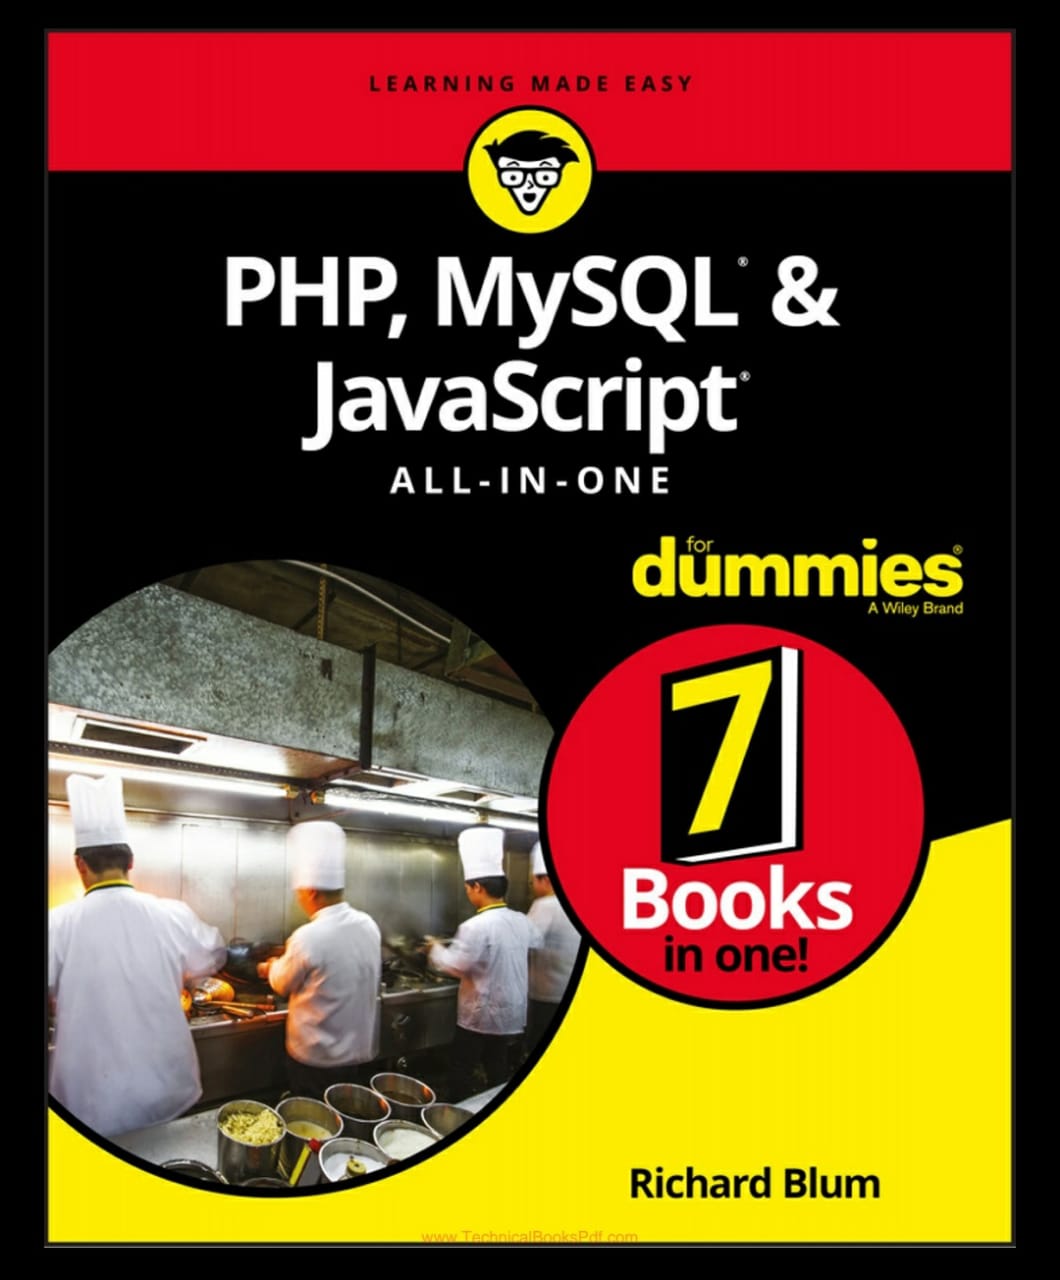 LEARNING MADE EASY
PHP, MySQL® &
JavaScript®
ALL-IN-ONE
for
dummies®
A Wiley Brand
7
Books
in one!
Richard Blum
www.TechnicalBooksPdf.com